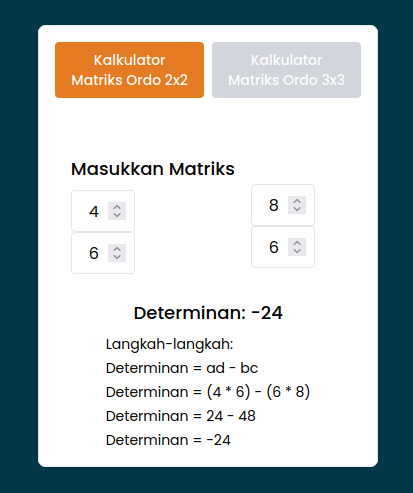 Kalkulator
Matriks Ordo 2x2
Kalkulator
Matriks Ordo 3x3
Masukkan Matriks
4 8
6 6
Determinan: -24
Langkah-langkah:
Determinan = ad - bc
Determinan = (4 * 6) - (6 * 8)
Determinan = 24 - 48
Determinan = -24